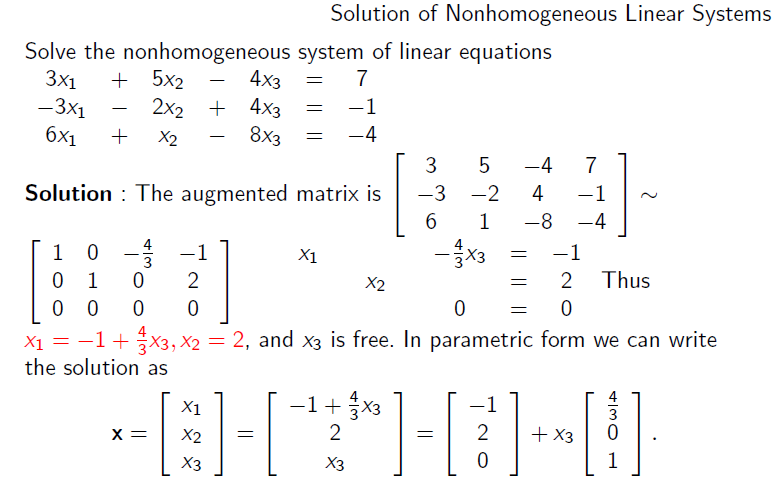 Solution of Nonhomogeneous Linear Systems
Solve the nonhomogeneous system of linear equations
3x₁ + 5x₂ − 4x₃ = 7
−3x₁ − 2x₂ + 4x₃ = −1
6x₁ + x₂ − 8x₃ = −4
Solution : The augmented matrix is [ 3 5 −4 7 ; −3 −2 4 −1 ; 6 1 −8 −4 ] ∼
[ 1 0 −4/3 −1 ; 0 1 0 2 ; 0 0 0 0 ] x₁ −4/3x₃ = −1 ; x₂ = 2 ; 0 = 0 Thus
x₁ = −1 + 4/3x₃, x₂ = 2, and x₃ is free. In parametric form we can write
the solution as
x = [ x₁ ; x₂ ; x₃ ] = [ −1 + 4/3x₃ ; 2 ; x₃ ] = [ −1 ; 2 ; 0 ] + x₃ [ 4/3 ; 0 ; 1 ] .